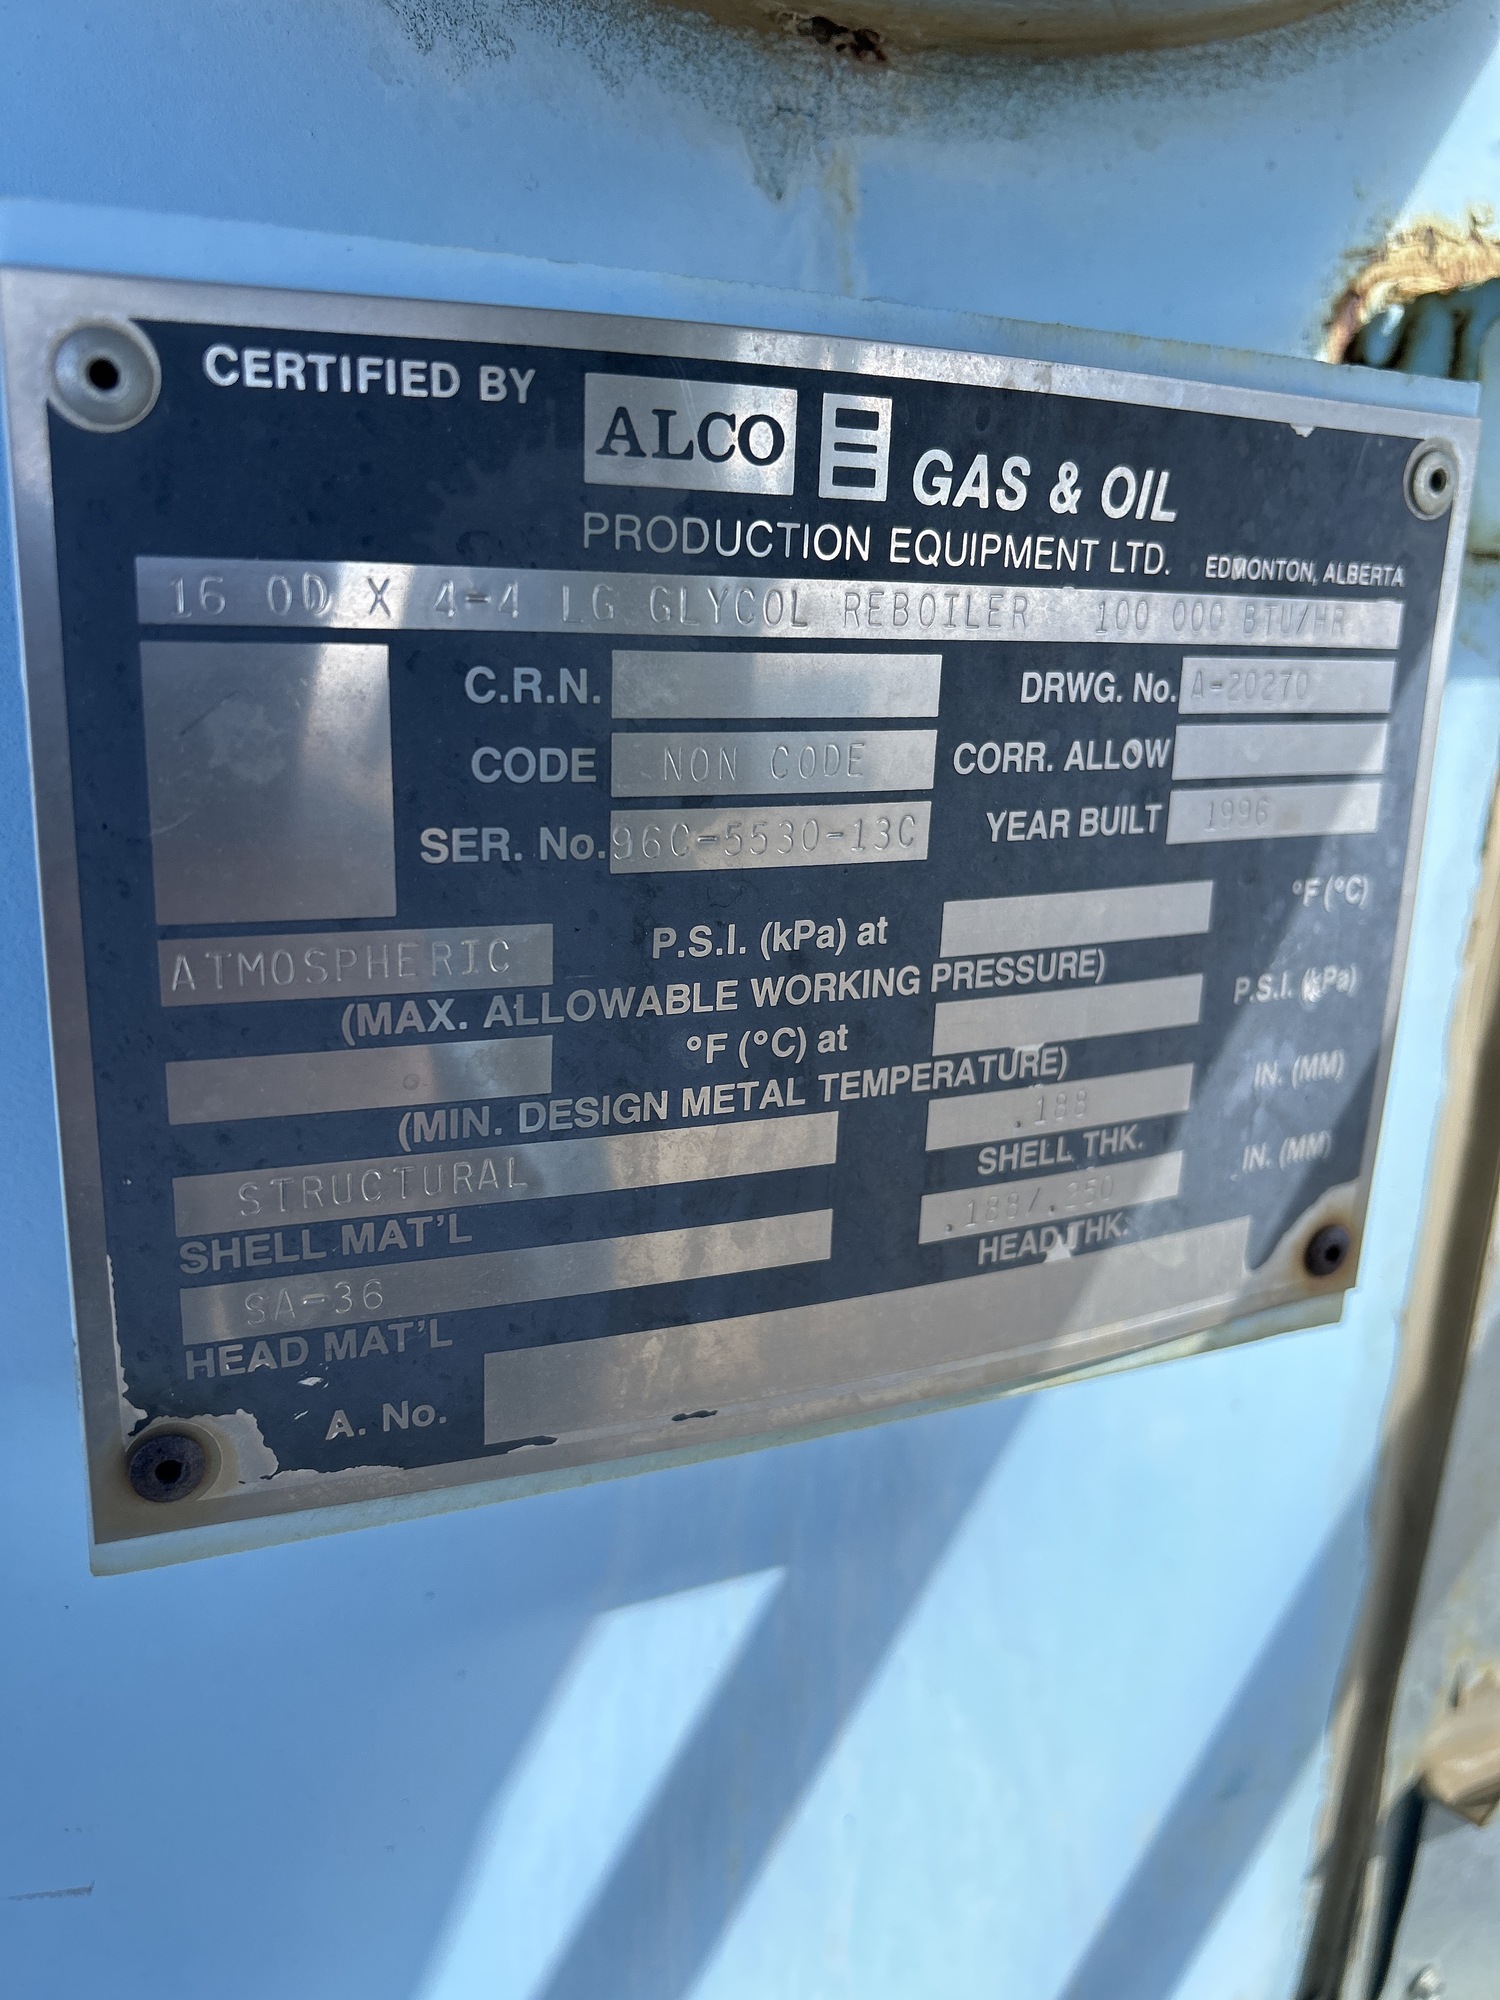 CERTIFIED BY ALCO GAS & OIL
PRODUCTION EQUIPMENT LTD. EDMONTON, ALBERTA
16 OD X 4-4 LG GLYCOL REBOILER 100 000 BTU/HR
C.R.N. DRWG. No. A-20270
CODE NON CODE CORR. ALLOW
SER. No. 96C-5530-13C YEAR BUILT 1996
ATMOSPHERIC P.S.I. (kPa) at °F (°C)
(MAX. ALLOWABLE WORKING PRESSURE)
°F (°C) at P.S.I. (kPa)
(MIN. DESIGN METAL TEMPERATURE)
STRUCTURAL .188 IN. (MM)
SHELL MAT'L SHELL THK.
SA-36 .188/.250 IN. (MM)
HEAD MAT'L HEAD THK.
A. No.